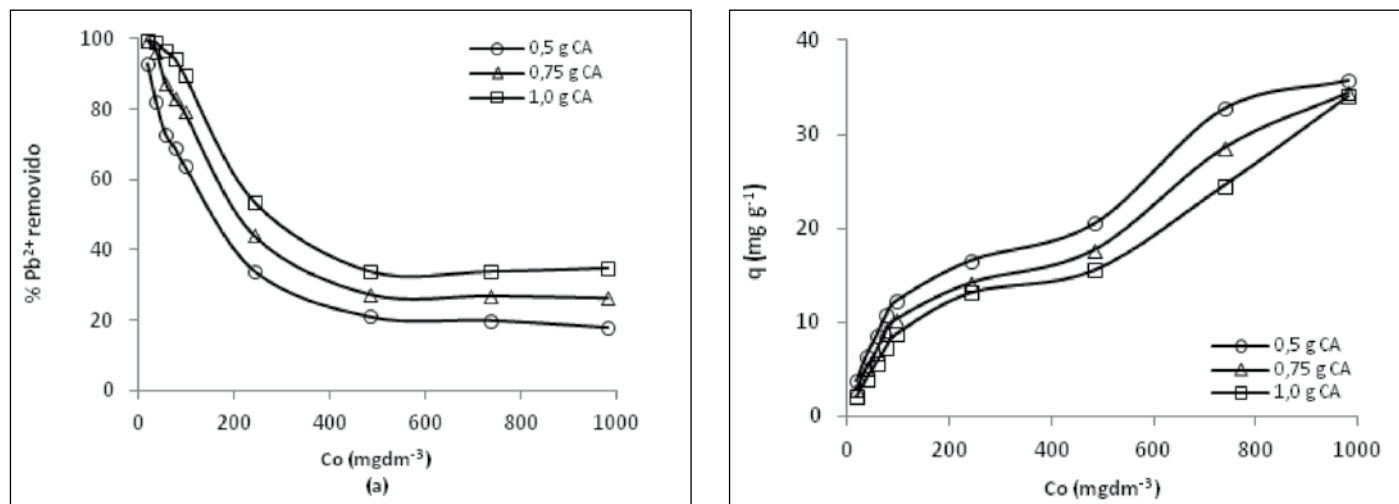 100
80
60
40
20
0
% Pb²⁺ removido
0,5 g CA
0,75 g CA
1,0 g CA
0 200 400 600 800 1000
Co (mgdm⁻³)
(a)
40
30
20
10
0
q (mg g⁻¹)
0,5 g CA
0,75 g CA
1,0 g CA
0 200 400 600 800 1000
Co (mgdm⁻³)